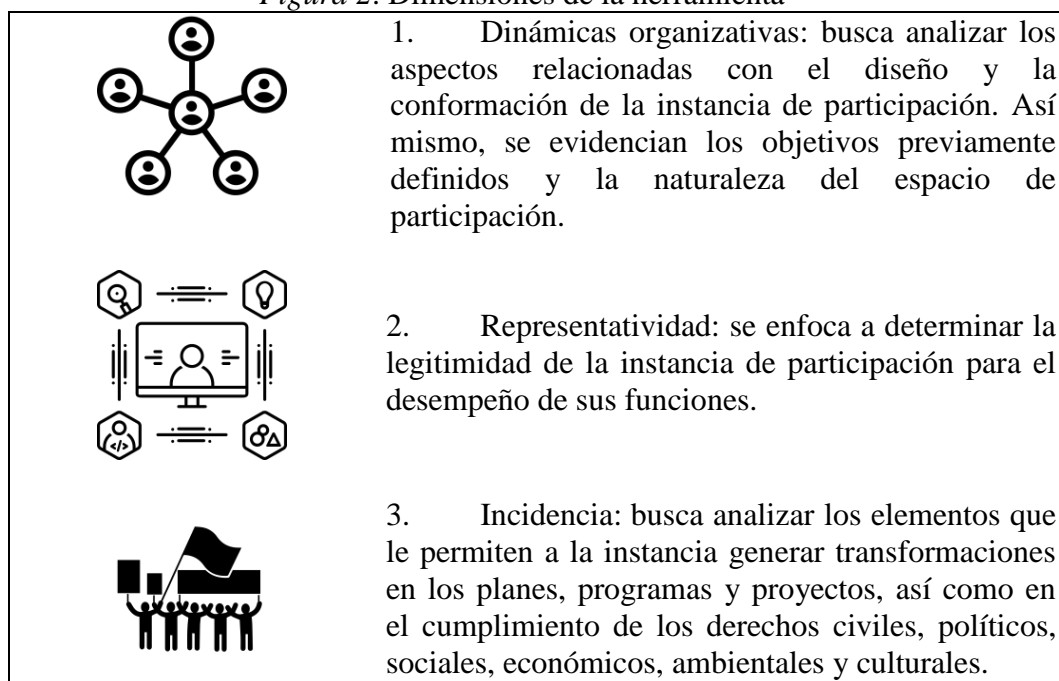 Figura 2. Dimensiones de la herramienta
1. Dinámicas organizativas: busca analizar los
aspectos relacionadas con el diseño y la
conformación de la instancia de participación. Así
mismo, se evidencian los objetivos previamente
definidos y la naturaleza del espacio de
participación.
2. Representatividad: se enfoca a determinar la
legitimidad de la instancia de participación para el
desempeño de sus funciones.
3. Incidencia: busca analizar los elementos que
le permiten a la instancia generar transformaciones
en los planes, programas y proyectos, así como en
el cumplimiento de los derechos civiles, políticos,
sociales, económicos, ambientales y culturales.